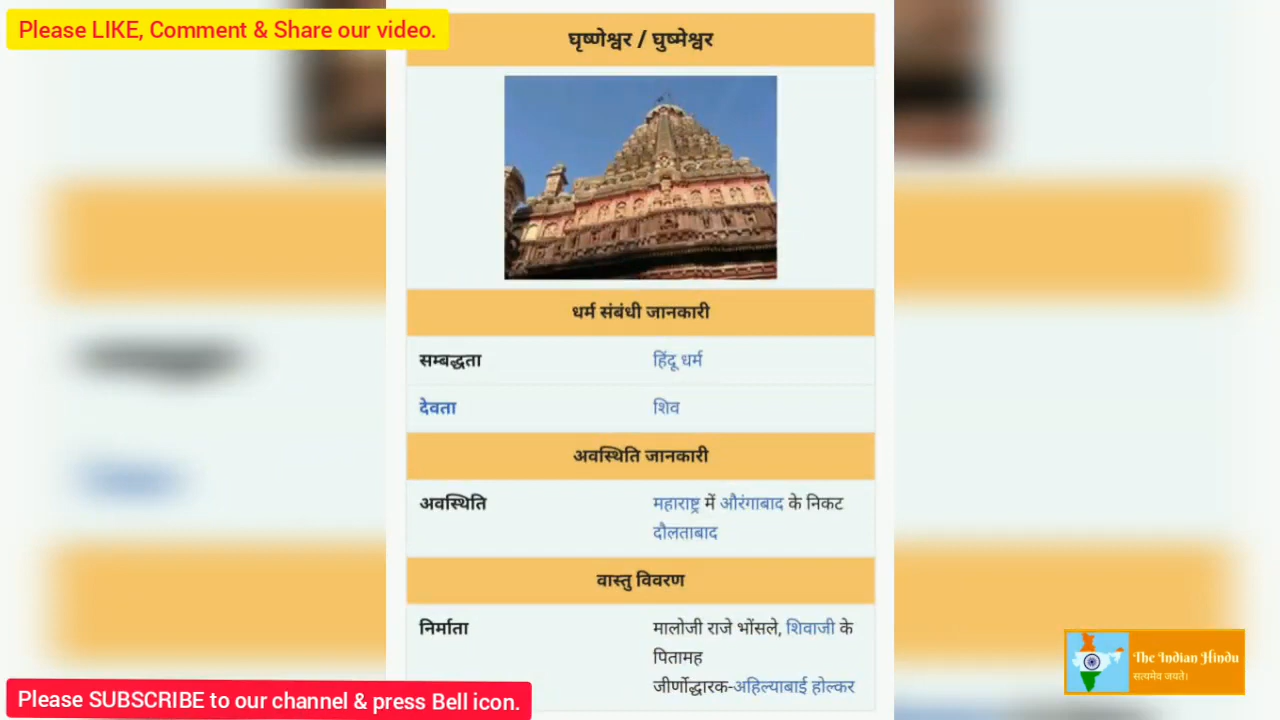 Please LIKE, Comment & Share our video.
घृष्णेश्वर / घुष्मेश्वर
धर्म संबंधी जानकारी
सम्बद्धता हिंदू धर्म
देवता शिव
अवस्थिति जानकारी
अवस्थिति महाराष्ट्र में औरंगाबाद के निकट
दौलताबाद
वास्तु विवरण
निर्माता मालोजी राजे भोंसले, शिवाजी के
पितामह
जीर्णोद्धारक-अहिल्याबाई होल्कर
The Indian Hindu
सत्यमेव जयते।
Please SUBSCRIBE to our channel & press Bell icon.